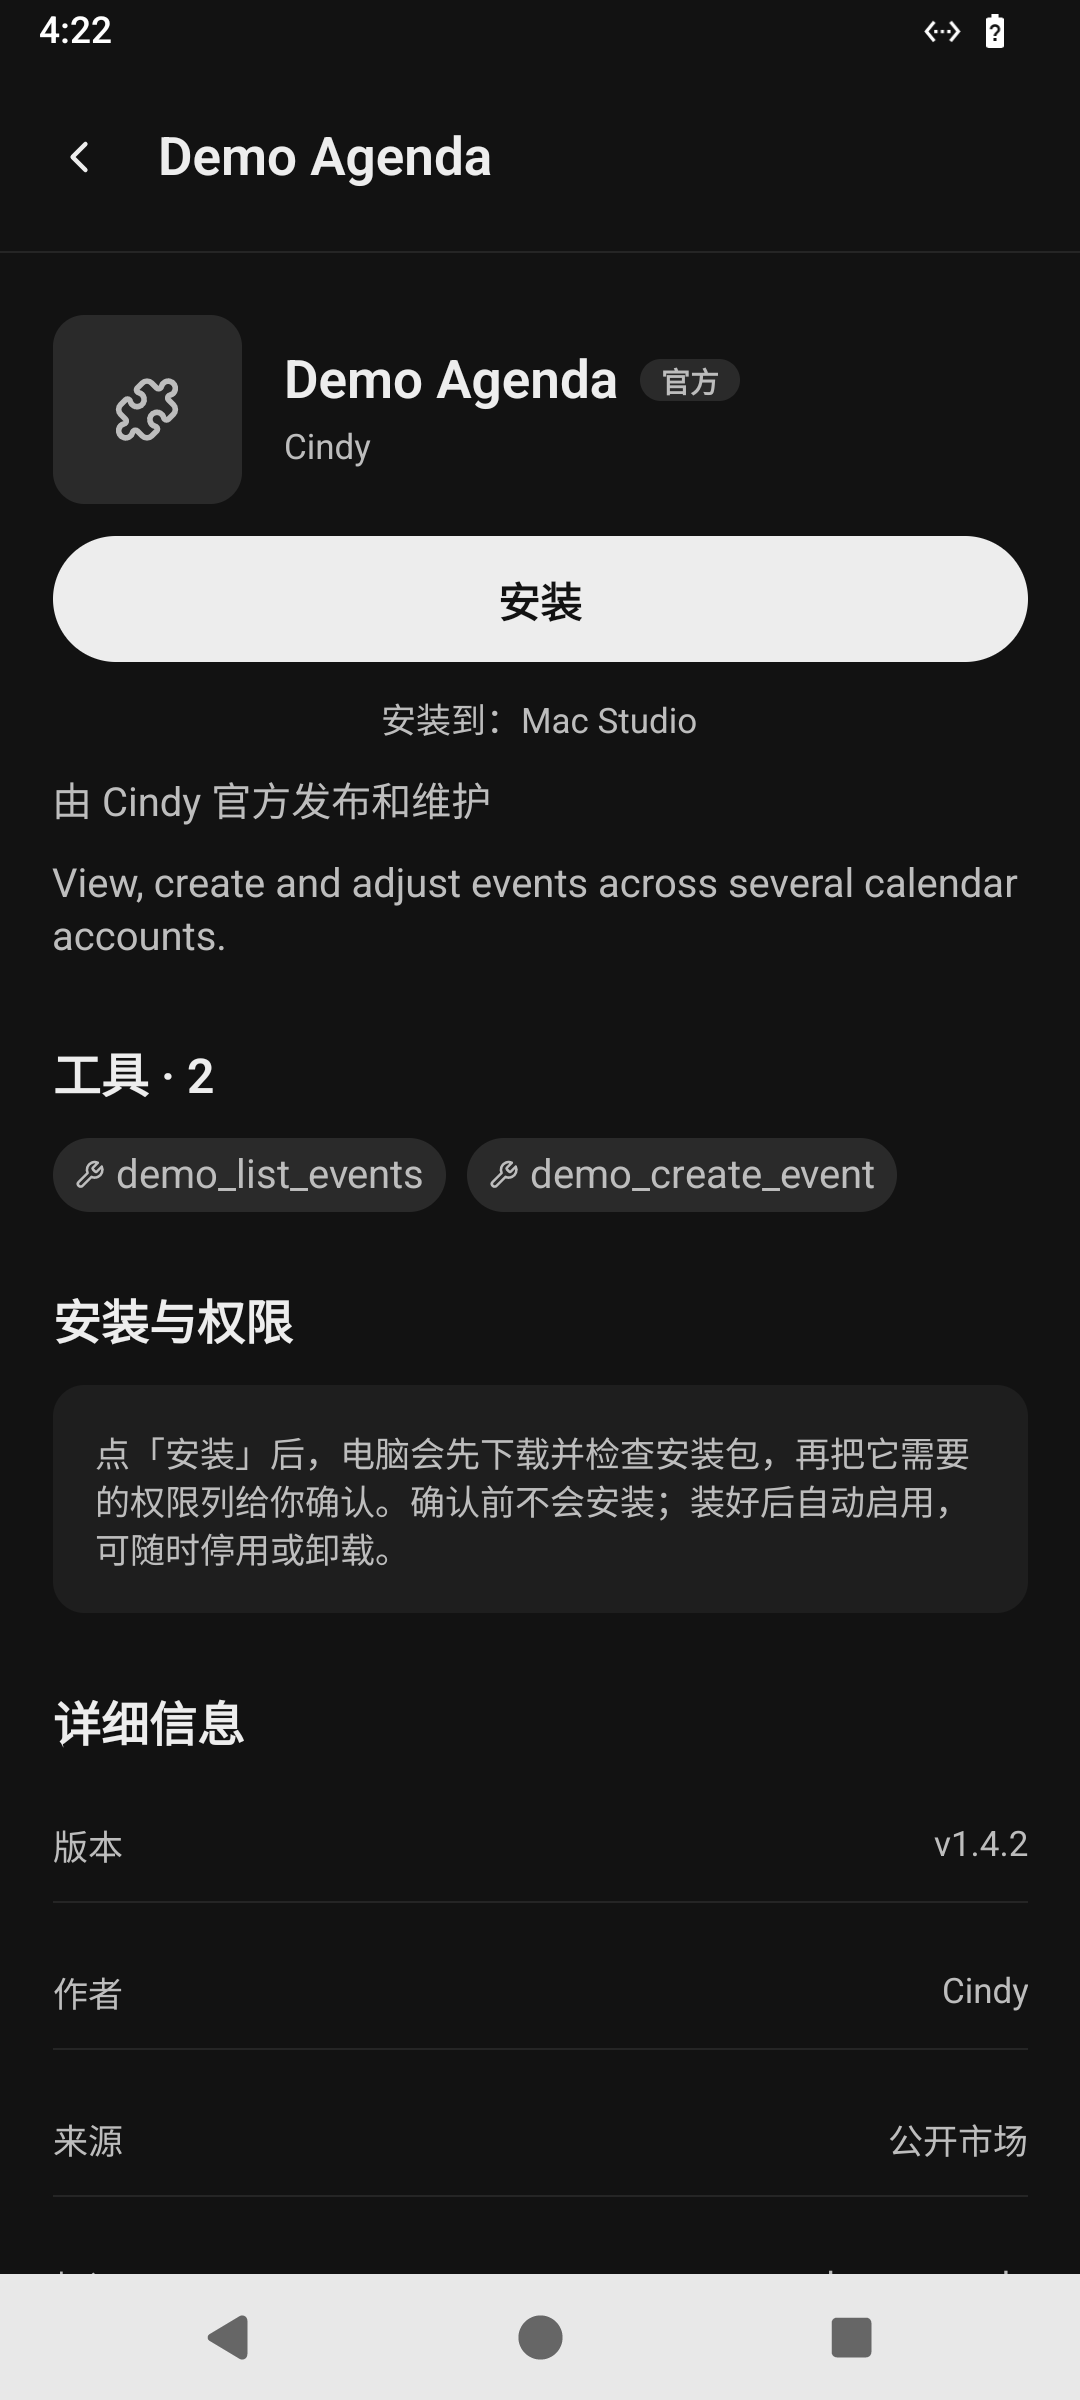 4:22
Demo Agenda
Demo Agenda 官方
Cindy
安装
安装到：Mac Studio
由 Cindy 官方发布和维护
View, create and adjust events across several calendar
accounts.
工具 · 2
demo_list_events demo_create_event
安装与权限
点「安装」后，电脑会先下载并检查安装包，再把它需要
的权限列给你确认。确认前不会安装；装好后自动启用，
可随时停用或卸载。
详细信息
版本 v1.4.2
作者 Cindy
来源 公开市场